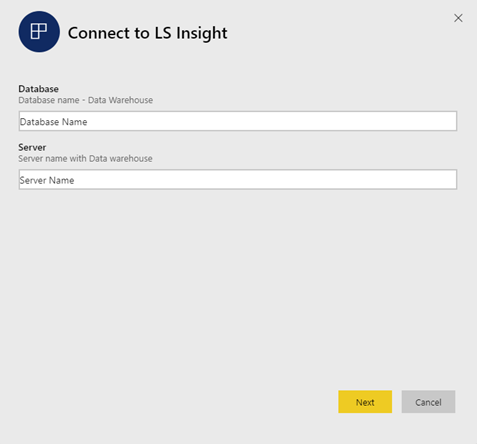 Connect to LS Insight
Database
Database name - Data Warehouse
Database Name
Server
Server name with Data warehouse
Server Name
Next Cancel